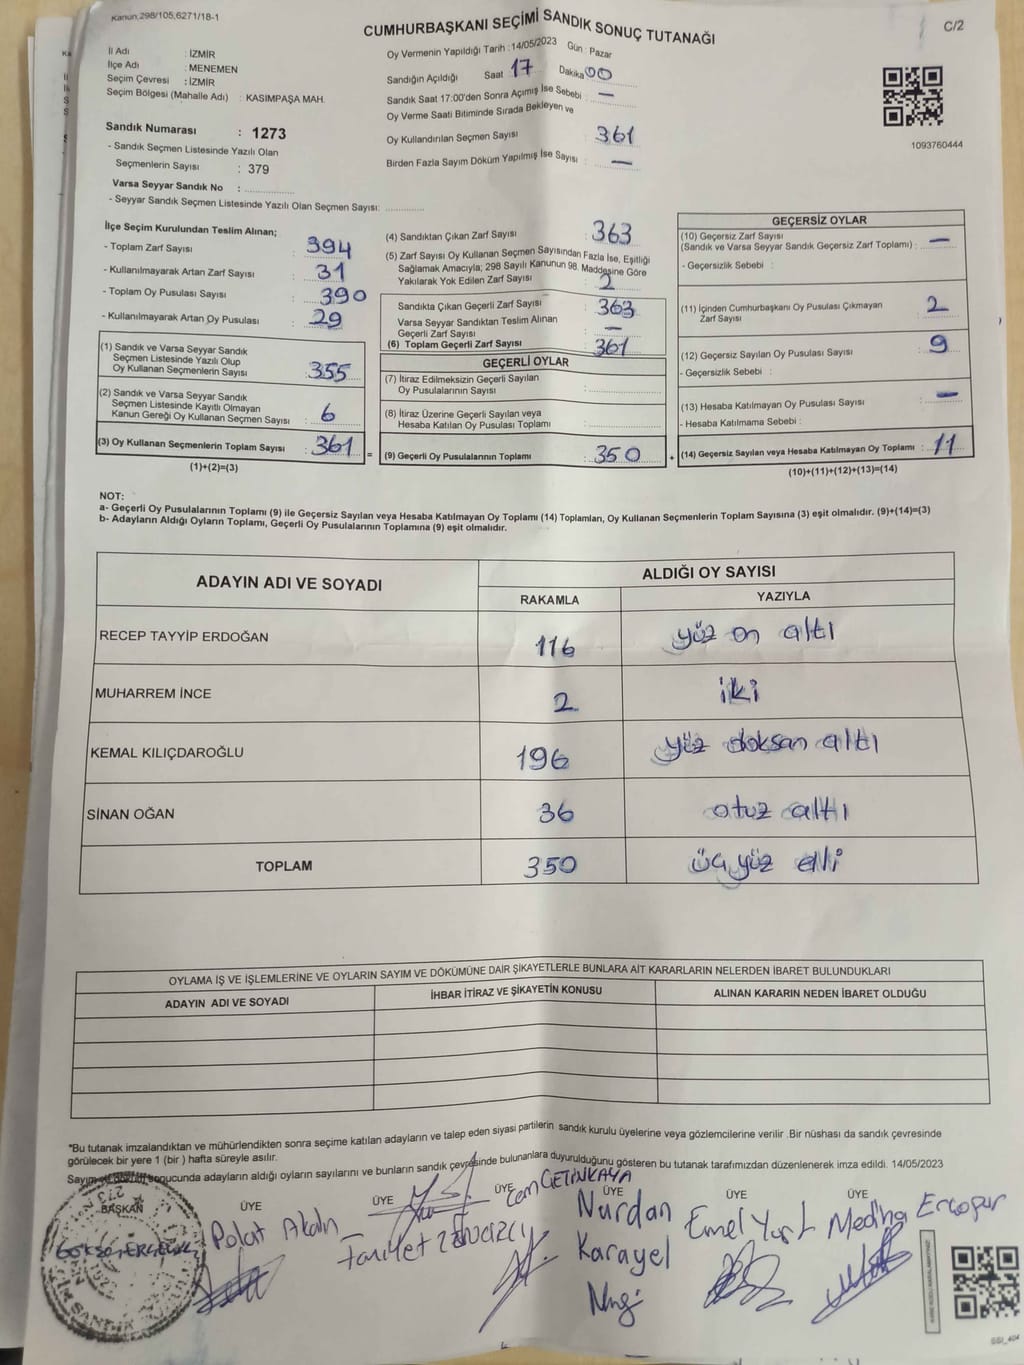 Kanun,298/105,6271/18-1
CUMHURBAŞKANI SEÇİMİ SANDIK SONUÇ TUTANAĞI
C/2
İl Adı : İZMİR
İlçe Adı : MENEMEN
Seçim Çevresi : İZMİR
Seçim Bölgesi (Mahalle Adı) : KASIMPAŞA MAH.
Oy Vermenin Yapıldığı Tarih : 14/05/2023 Gün : Pazar
Sandığın Açıldığı Saat : 17 Dakika : 00
Sandık Saat 17:00'den Sonra Açımış İse Sebebi : —
Oy Verme Saati Bitiminde Sırada Bekleyen ve
Oy Kullandırılan Seçmen Sayısı : 361
Birden Fazla Sayım Döküm Yapılmış İse Sayısı : —
1093760444
Sandık Numarası : 1273
- Sandık Seçmen Listesinde Yazılı Olan
Seçmenlerin Sayısı : 379
Varsa Seyyar Sandık No : ..............
- Seyyar Sandık Seçmen Listesinde Yazılı Olan Seçmen Sayısı: ............
İlçe Seçim Kurulundan Teslim Alınan;
- Toplam Zarf Sayısı : 394
- Kullanılmayarak Artan Zarf Sayısı : 31
- Toplam Oy Pusulası Sayısı : 390
- Kullanılmayarak Artan Oy Pusulası : 29
(1) Sandık ve Varsa Seyyar Sandık
Seçmen Listesinde Yazılı Olup
Oy Kullanan Seçmenlerin Sayısı : 355
(2) Sandık ve Varsa Seyyar Sandık
Seçmen Listesinde Kayıtlı Olmayan
Kanun Gereği Oy Kullanan Seçmen Sayısı : 6
(3) Oy Kullanan Seçmenlerin Toplam Sayısı : 361
(1)+(2)=(3)
(4) Sandıktan Çıkan Zarf Sayısı : 363
(5) Zarf Sayısı Oy Kullanan Seçmen Sayısından Fazla İse, Eşitliği
Sağlamak Amacıyla; 298 Sayılı Kanunun 98. Maddesine Göre
Yakılarak Yok Edilen Zarf Sayısı : 2
Sandıkta Çıkan Geçerli Zarf Sayısı : 363
Varsa Seyyar Sandıktan Teslim Alınan
Geçerli Zarf Sayısı : —
(6) Toplam Geçerli Zarf Sayısı : 361
GEÇERLİ OYLAR
(7) İtiraz Edilmeksizin Geçerli Sayılan
Oy Pusulalarının Sayısı :
(8) İtiraz Üzerine Geçerli Sayılan veya
Hesaba Katılan Oy Pusulası Toplamı :
= (9) Geçerli Oy Pusulalarının Toplamı : 350
GEÇERSİZ OYLAR
(10) Geçersiz Zarf Sayısı
(Sandık ve Varsa Seyyar Sandık Geçersiz Zarf Toplamı) : —
- Geçersizlik Sebebi :
(11) İçinden Cumhurbaşkanı Oy Pusulası Çıkmayan
Zarf Sayısı : 2
(12) Geçersiz Sayılan Oy Pusulası Sayısı : 9
- Geçersizlik Sebebi :
(13) Hesaba Katılmayan Oy Pusulası Sayısı : —
- Hesaba Katılmama Sebebi :
+ (14) Geçersiz Sayılan veya Hesaba Katılmayan Oy Toplamı : 11
(10)+(11)+(12)+(13)=(14)
NOT:
a- Geçerli Oy Pusulalarının Toplamı (9) ile Geçersiz Sayılan veya Hesaba Katılmayan Oy Toplamı (14) Toplamları, Oy Kullanan Seçmenlerin Toplam Sayısına (3) eşit olmalıdır. (9)+(14)=(3)
b- Adayların Aldığı Oyların Toplamı, Geçerli Oy Pusulalarının Toplamına (9) eşit olmalıdır.
ADAYIN ADI VE SOYADI ALDIĞI OY SAYISI
RAKAMLA YAZIYLA
RECEP TAYYİP ERDOĞAN 116 yüz on altı
MUHARREM İNCE 2 iki
KEMAL KILIÇDAROĞLU 196 yüz doksan altı
SİNAN OĞAN 36 otuz altı
TOPLAM 350 üç yüz elli
OYLAMA İŞ VE İŞLEMLERİNE VE OYLARIN SAYIM VE DÖKÜMÜNE DAİR ŞİKAYETLERLE BUNLARA AİT KARARLARIN NELERDEN İBARET BULUNDUKLARI
ADAYIN ADI VE SOYADI İHBAR İTİRAZ VE ŞİKAYETİN KONUSU ALINAN KARARIN NEDEN İBARET OLDUĞU
*Bu tutanak imzalandıktan ve mühürlendikten sonra seçime katılan adayların ve talep eden siyasi partilerin sandık kurulu üyelerine veya gözlemcilerine verilir .Bir nüshası da sandık çevresinde
görülecek bir yere 1 (bir ) hafta süreyle asılır.
Sayım ve döküm sonucunda adayların aldığı oyların sayılarını ve bunların sandık çevresinde bulunanlara duyurulduğunu gösteren bu tutanak tarafımızdan düzenlenerek imza edildi. 14/05/2023
BAŞKAN ÜYE ÜYE ÜYE ÜYE ÜYE ÜYE
Polat Akalın
Cem ÇETİNKAYA
Nurdan
Karayel
Emel Yurt
Mediha